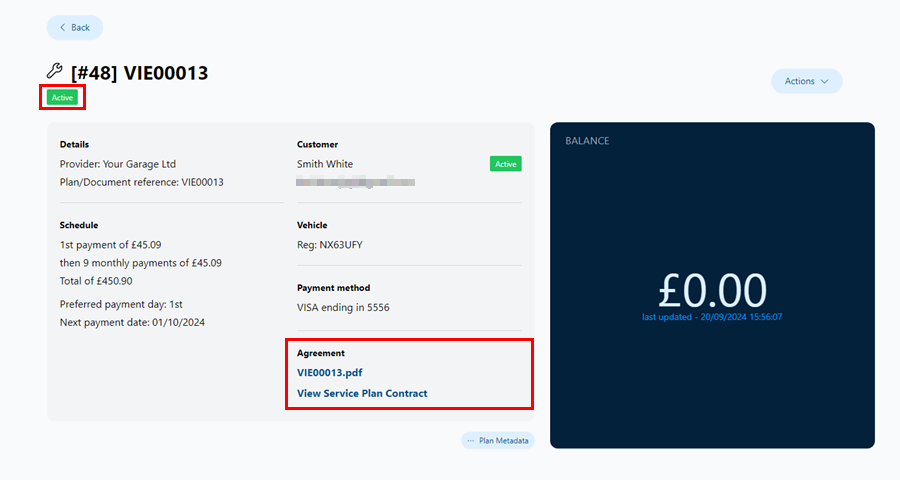 Back
[#48] VIE00013
Active
Actions
Details
Provider: Your Garage Ltd
Plan/Document reference: VIE00013
Schedule
1st payment of £45.09
then 9 monthly payments of £45.09
Total of £450.90
Preferred payment day: 1st
Next payment date: 01/10/2024
Customer
Smith White
Active
Vehicle
Reg: NX63UFY
Payment method
VISA ending in 5556
Agreement
VIE00013.pdf
View Service Plan Contract
Plan Metadata
BALANCE
£0.00
last updated - 20/09/2024 15:56:07